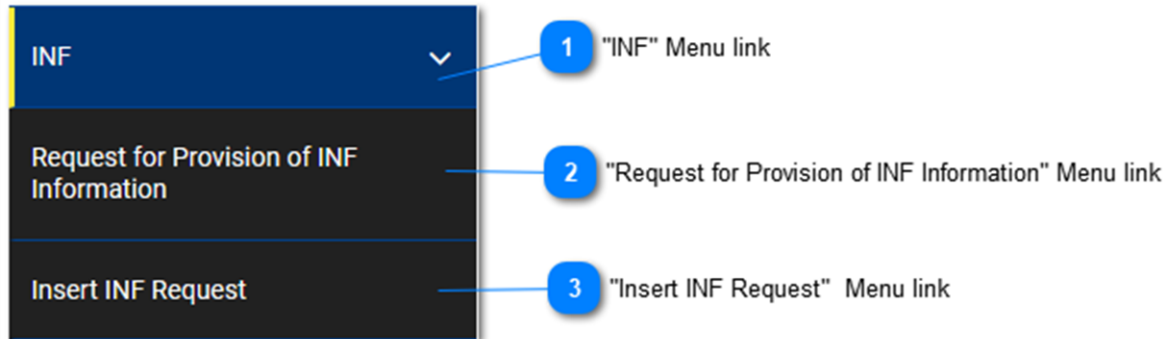 INF
1 "INF" Menu link
Request for Provision of INF
Information
2 "Request for Provision of INF Information" Menu link
Insert INF Request
3 "Insert INF Request"  Menu link